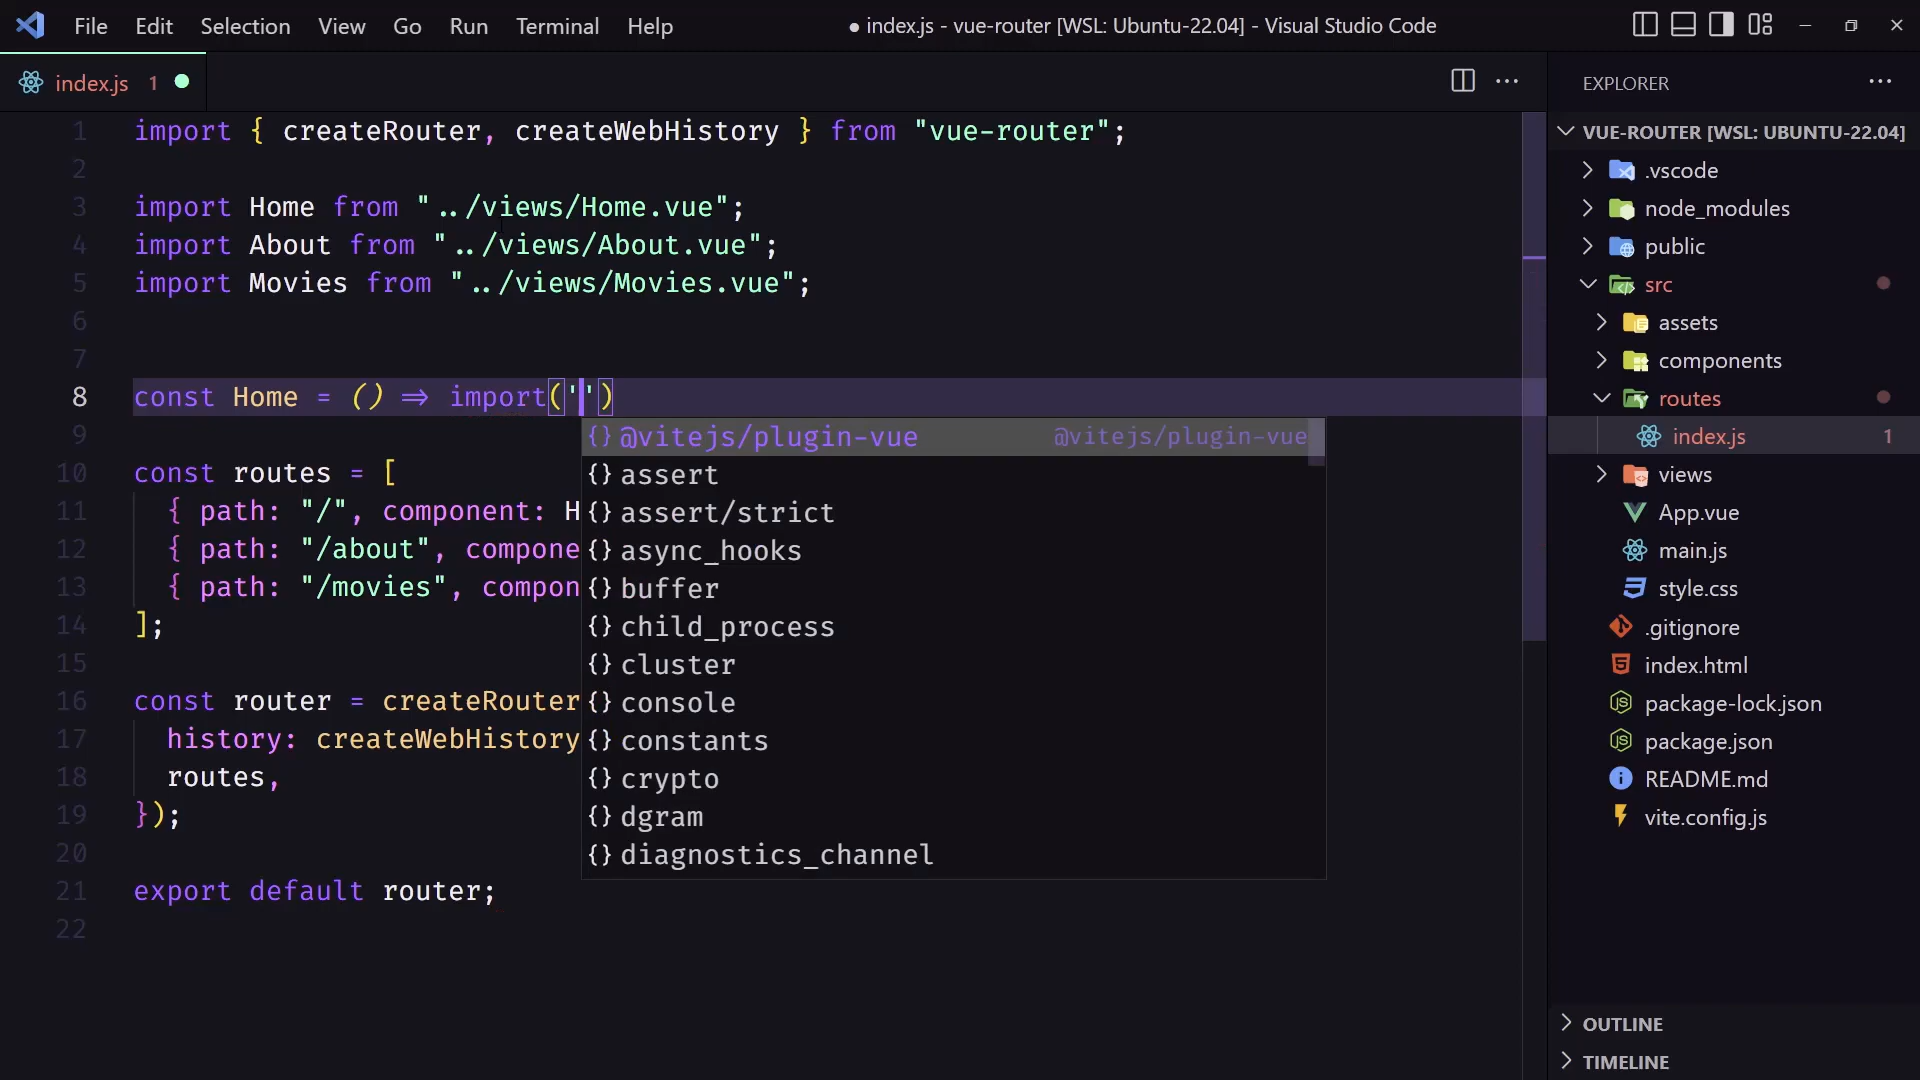 File Edit Selection View Go Run Terminal Help
● index.js - vue-router [WSL: Ubuntu-22.04] - Visual Studio Code
index.js 1
1 import { createRouter, createWebHistory } from "vue-router";
2
3 import Home from "../views/Home.vue";
4 import About from "../views/About.vue";
5 import Movies from "../views/Movies.vue";
6
7
8 const Home = () => import('')
9
10 const routes = [
11 { path: "/", component: H
12 { path: "/about", compone
13 { path: "/movies", compon
14 ];
15
16 const router = createRouter
17 history: createWebHistory
18 routes,
19 });
20
21 export default router;
22
{} @vitejs/plugin-vue @vitejs/plugin-vue
{} assert
{} assert/strict
{} async_hooks
{} buffer
{} child_process
{} cluster
{} console
{} constants
{} crypto
{} dgram
{} diagnostics_channel
EXPLORER
VUE-ROUTER [WSL: UBUNTU-22.04]
.vscode
node_modules
public
src
assets
components
routes
index.js 1
views
App.vue
main.js
style.css
.gitignore
index.html
package-lock.json
package.json
README.md
vite.config.js
OUTLINE
TIMELINE